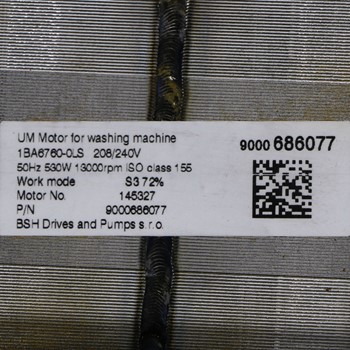 UM Motor for washing machine
1BA6760-0LS 208/240V
50Hz 530W 13000rpm ISO class 155
Work mode S3 72%
Motor No. 145327
P/N 9000686077
BSH Drives and Pumps s.r.o.
9000 686077